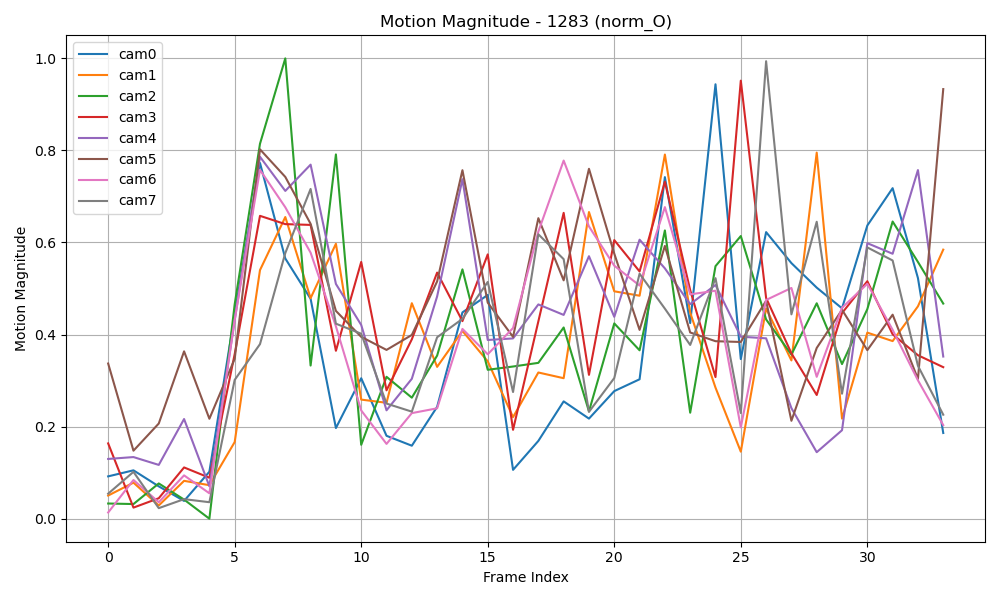 Motion Magnitude - 1283 (norm_O)
cam0
cam1
cam2
cam3
cam4
cam5
cam6
cam7
Motion Magnitude
1.0
0.8
0.6
0.4
0.2
0.0
0 5 10 15 20 25 30
Frame Index